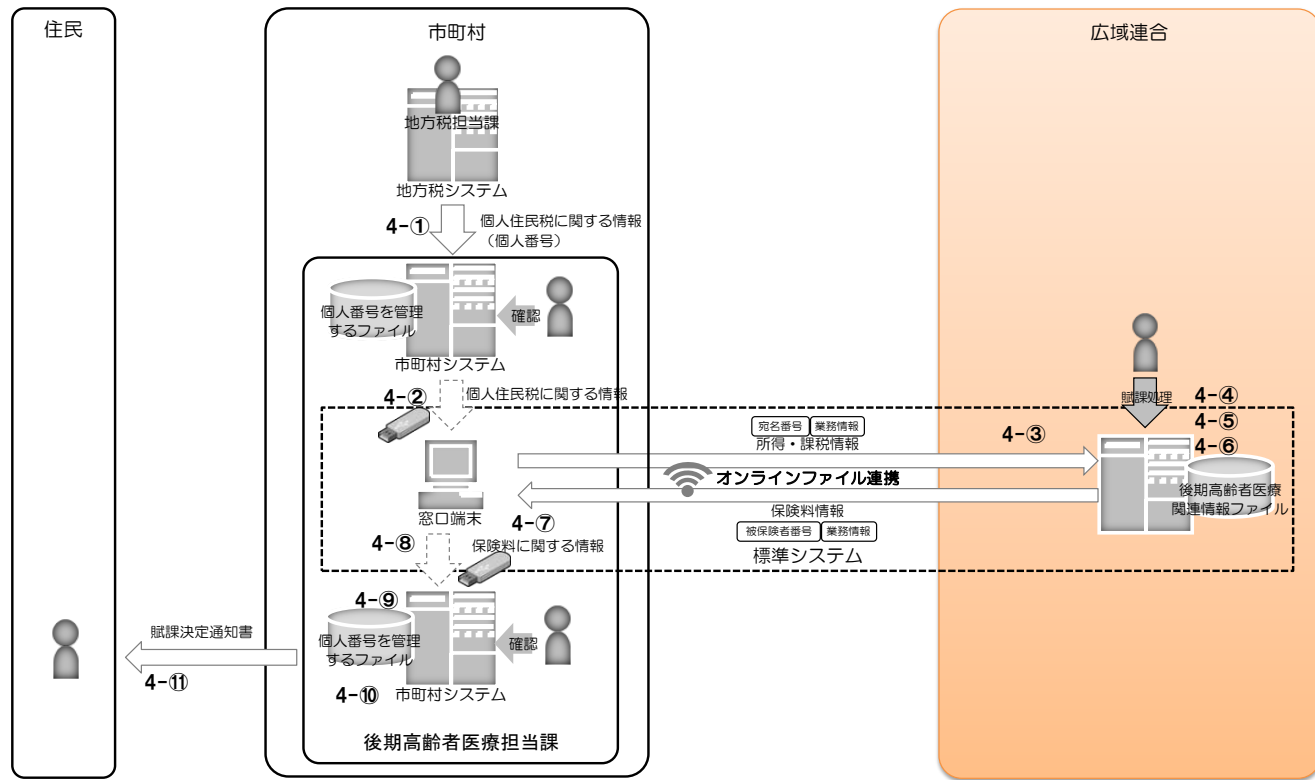 住民
市町村
広域連合
地方税担当課
地方税システム
4-①
個人住民税に関する情報
（個人番号）
個人番号を管理
するファイル
確認
市町村システム
4-②
個人住民税に関する情報
賦課処理
4-④
4-⑤
4-⑥
宛名番号
業務情報
所得・課税情報
4-③
オンラインファイル連携
後期高齢者医療
関連情報ファイル
窓口端末
4-⑦
保険料情報
被保険者番号
業務情報
標準システム
4-⑧
保険料に関する情報
4-⑨
個人番号を管理
するファイル
確認
4-⑩
市町村システム
賦課決定通知書
4-⑪
後期高齢者医療担当課